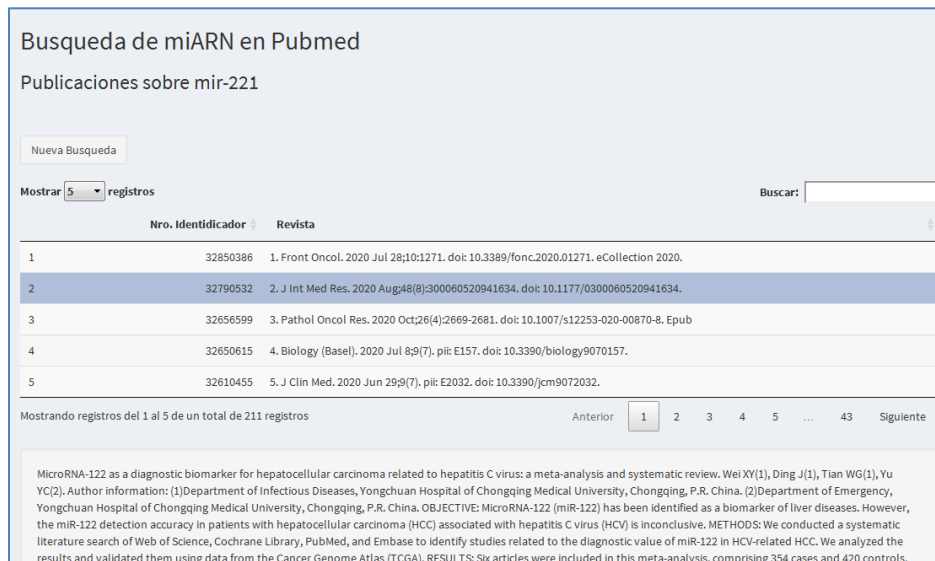 Busqueda de miARN en Pubmed
Publicaciones sobre mir-221
Nueva Busqueda
Mostrar 5 registros Buscar:
Nro. Identidicador Revista
1 32850386 1. Front Oncol. 2020 Jul 28;10:1271. doi: 10.3389/fonc.2020.01271. eCollection 2020.
2 32790532 2. J Int Med Res. 2020 Aug;48(8):300060520941634. doi: 10.1177/0300060520941634.
3 32656599 3. Pathol Oncol Res. 2020 Oct;26(4):2669-2681. doi: 10.1007/s12253-020-00870-8. Epub
4 32650615 4. Biology (Basel). 2020 Jul 8;9(7). pii: E157. doi: 10.3390/biology9070157.
5 32610455 5. J Clin Med. 2020 Jun 29;9(7). pii: E2032. doi: 10.3390/jcm9072032.
Mostrando registros del 1 al 5 de un total de 211 registros Anterior 1 2 3 4 5 ... 43 Siguiente
MicroRNA-122 as a diagnostic biomarker for hepatocellular carcinoma related to hepatitis C virus: a meta-analysis and systematic review. Wei XY(1), Ding J(1), Tian WG(1), Yu
YC(2). Author information: (1)Department of Infectious Diseases, Yongchuan Hospital of Chongqing Medical University, Chongqing, P.R. China. (2)Department of Emergency,
Yongchuan Hospital of Chongqing Medical University, Chongqing, P.R. China. OBJECTIVE: MicroRNA-122 (miR-122) has been identified as a biomarker of liver diseases. However,
the miR-122 detection accuracy in patients with hepatocellular carcinoma (HCC) associated with hepatitis C virus (HCV) is inconclusive. METHODS: We conducted a systematic
literature search of Web of Science, Cochrane Library, PubMed, and Embase to identify studies related to the diagnostic value of miR-122 in HCV-related HCC. We analyzed the
results and validated them using data from the Cancer Genome Atlas (TCGA). RESULTS: Six articles were included in this meta-analysis, comprising 354 cases and 420 controls.